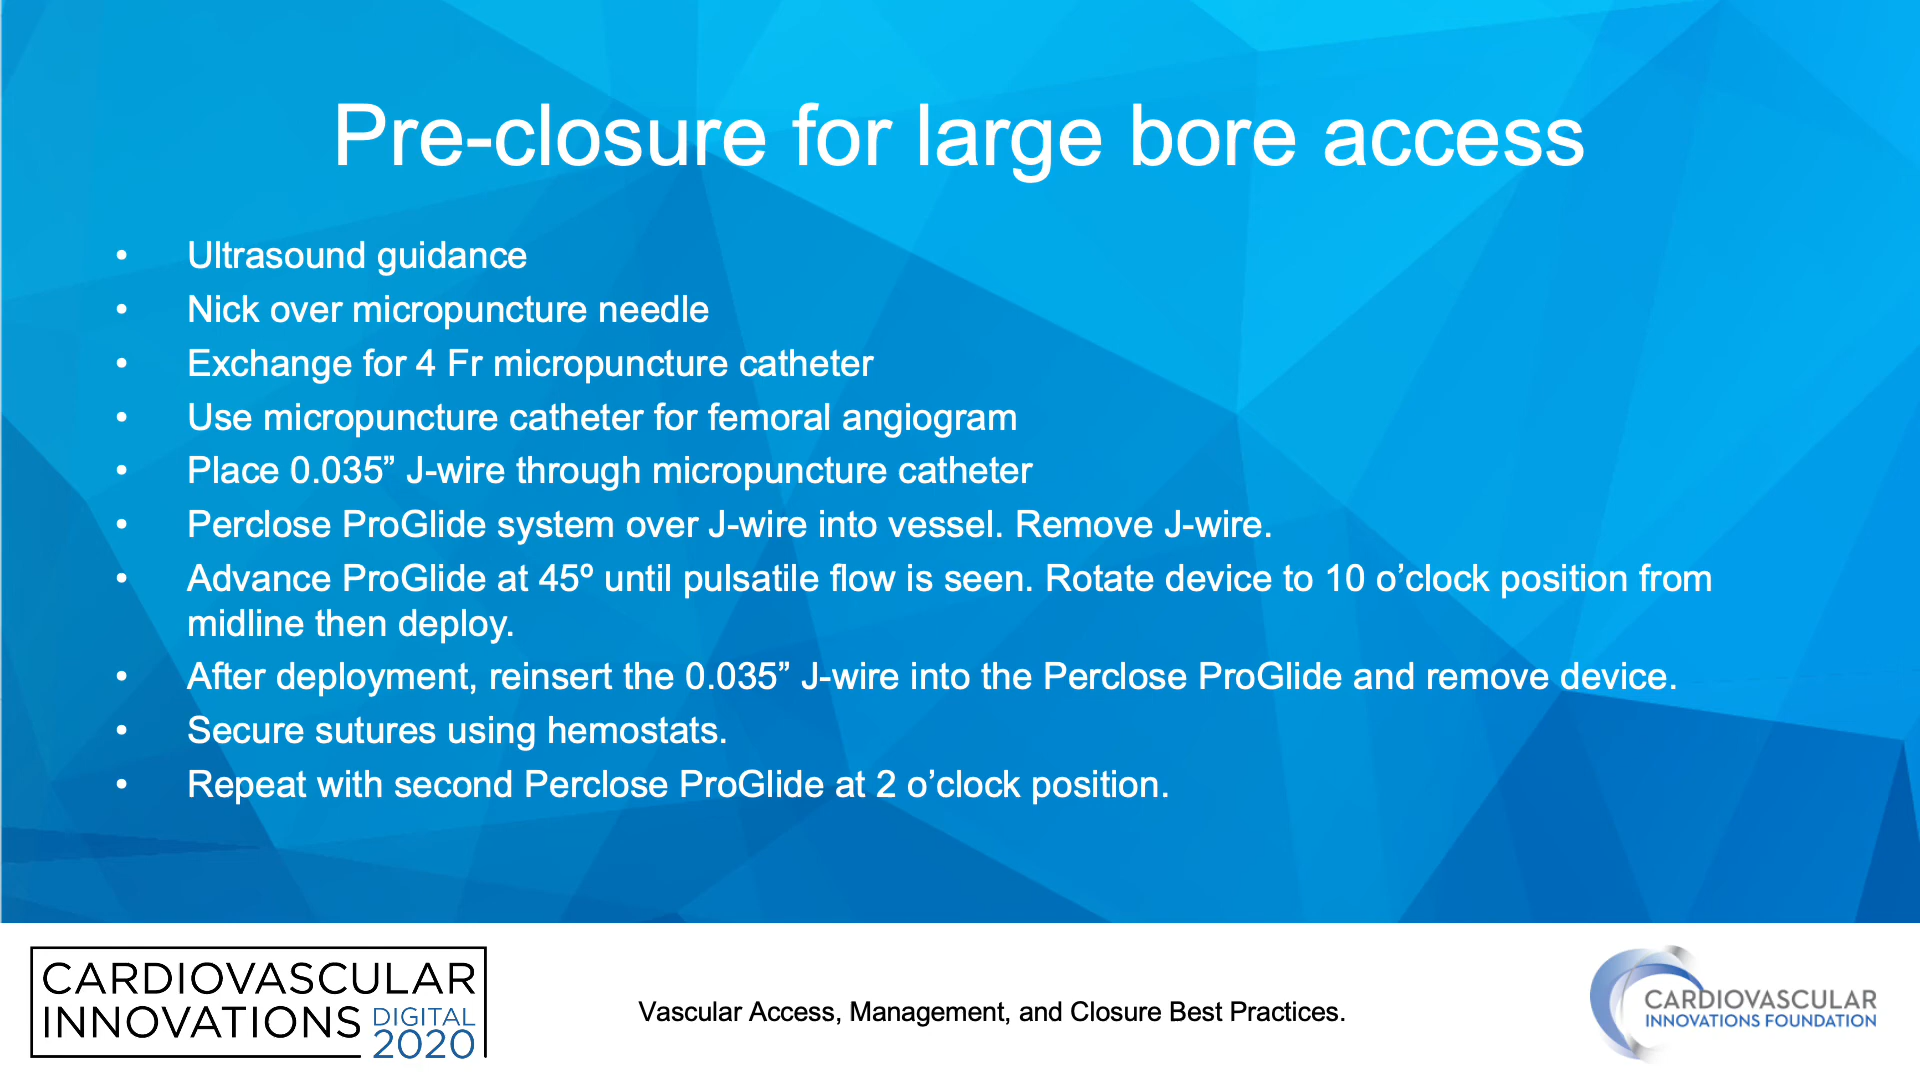 Pre-closure for large bore access
• Ultrasound guidance
• Nick over micropuncture needle
• Exchange for 4 Fr micropuncture catheter
• Use micropuncture catheter for femoral angiogram
• Place 0.035” J-wire through micropuncture catheter
• Perclose ProGlide system over J-wire into vessel. Remove J-wire.
• Advance ProGlide at 45º until pulsatile flow is seen. Rotate device to 10 o’clock position from
midline then deploy.
• After deployment, reinsert the 0.035” J-wire into the Perclose ProGlide and remove device.
• Secure sutures using hemostats.
• Repeat with second Perclose ProGlide at 2 o’clock position.
CARDIOVASCULAR
INNOVATIONS DIGITAL
2020
Vascular Access, Management, and Closure Best Practices.
CARDIOVASCULAR
INNOVATIONS FOUNDATION